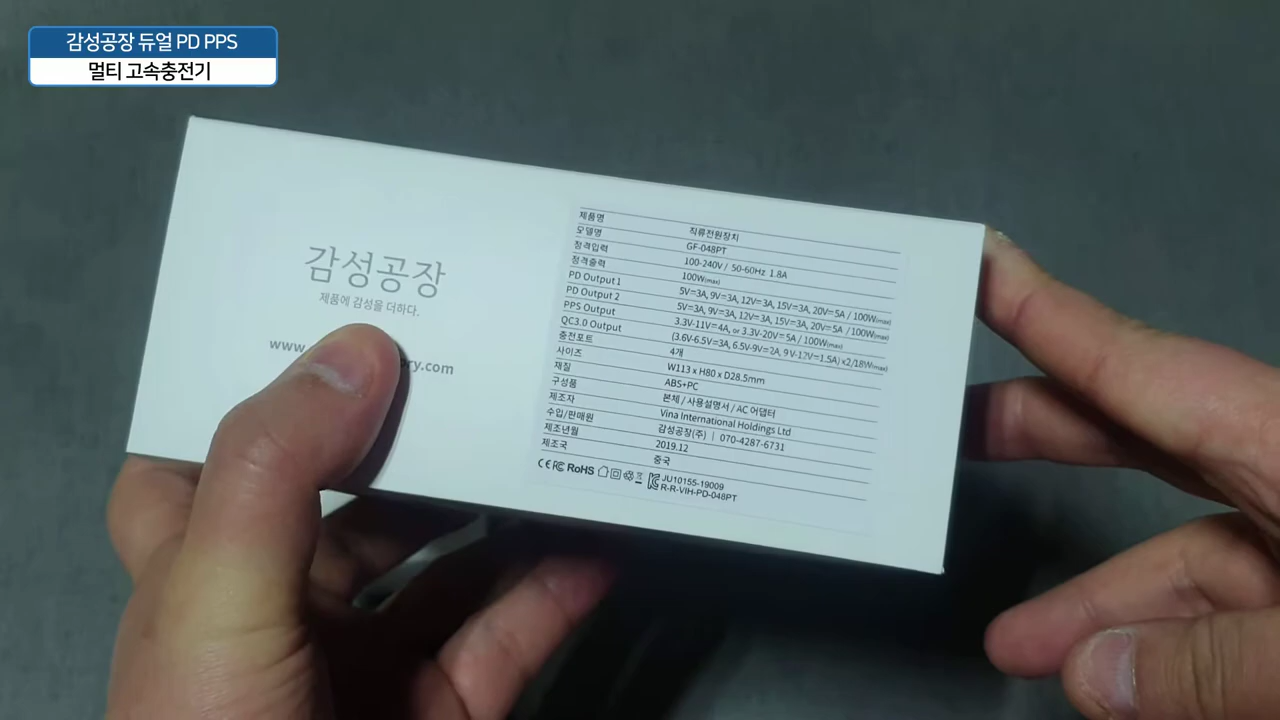 감성공장 듀얼 PD PPS
멀티 고속충전기
감성공장
제품에 감성을 더하다.
www. ory.com
제품명 직류전원장치
모델명 GF-048PT
정격입력 100-240V / 50-60Hz 1.8A
정격출력 100W(max)
PD Output 1 5V=3A, 9V=3A, 12V=3A, 15V=3A, 20V=5A / 100W(max)
PD Output 2 5V=3A, 9V=3A, 12V=3A, 15V=3A, 20V=5A / 100W(max)
PPS Output 3.3V-11V=4A, or 3.3V-20V=5A / 100W(max)
QC3.0 Output (3.6V-6.5V=3A, 6.5V-9V=2A, 9V-12V=1.5A) x2/18W(max)
충전포트 4개
사이즈 W113 x H80 x D28.5mm
재질 ABS+PC
구성품 본체 / 사용설명서 / AC 어댑터
제조자 Vina International Holdings Ltd
수입/판매원 감성공장(주) | 070-4287-6731
제조년월 2019.12
제조국 중국
CE FC RoHS JU10155-19009
R-R-VIH-PD-048PT